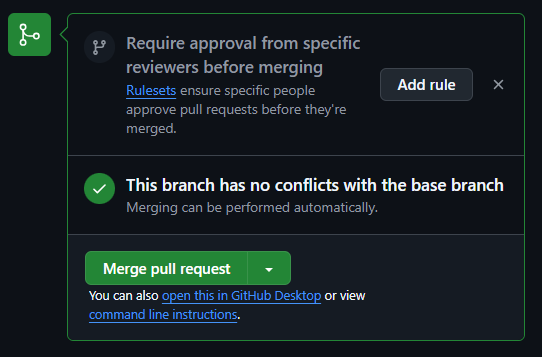 Require approval from specific
reviewers before merging
Rulesets ensure specific people
approve pull requests before they're
merged.
Add rule
This branch has no conflicts with the base branch
Merging can be performed automatically.
Merge pull request
You can also open this in GitHub Desktop or view
command line instructions.